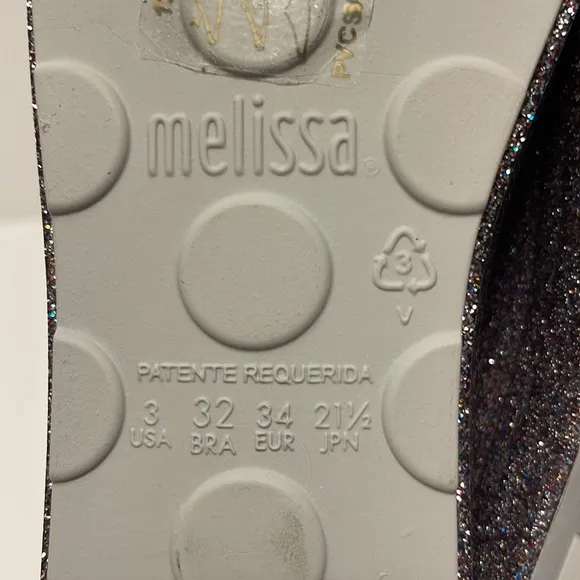 melissa®
3
V
PATENTE REQUERIDA
3 32 34 21½
USA BRA EUR JPN